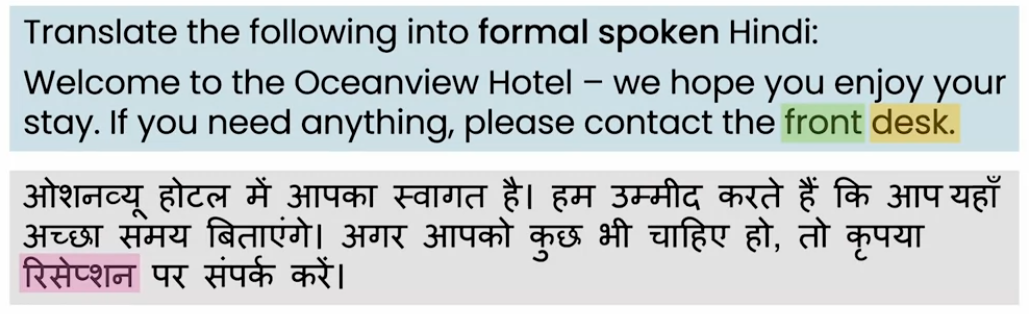 Translate the following into formal spoken Hindi:
Welcome to the Oceanview Hotel – we hope you enjoy your
stay. If you need anything, please contact the front desk.
ओशनव्यू होटल में आपका स्वागत है। हम उम्मीद करते हैं कि आप यहाँ
अच्छा समय बिताएंगे। अगर आपको कुछ भी चाहिए हो, तो कृपया
रिसेप्शन पर संपर्क करें।